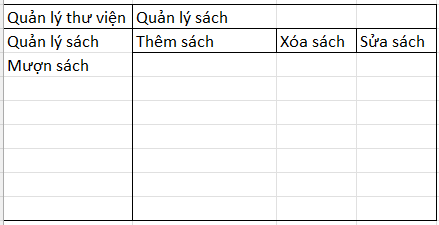 Quản lý thư viện Quản lý sách
Quản lý sách Thêm sách Xóa sách Sửa sách
Mượn sách